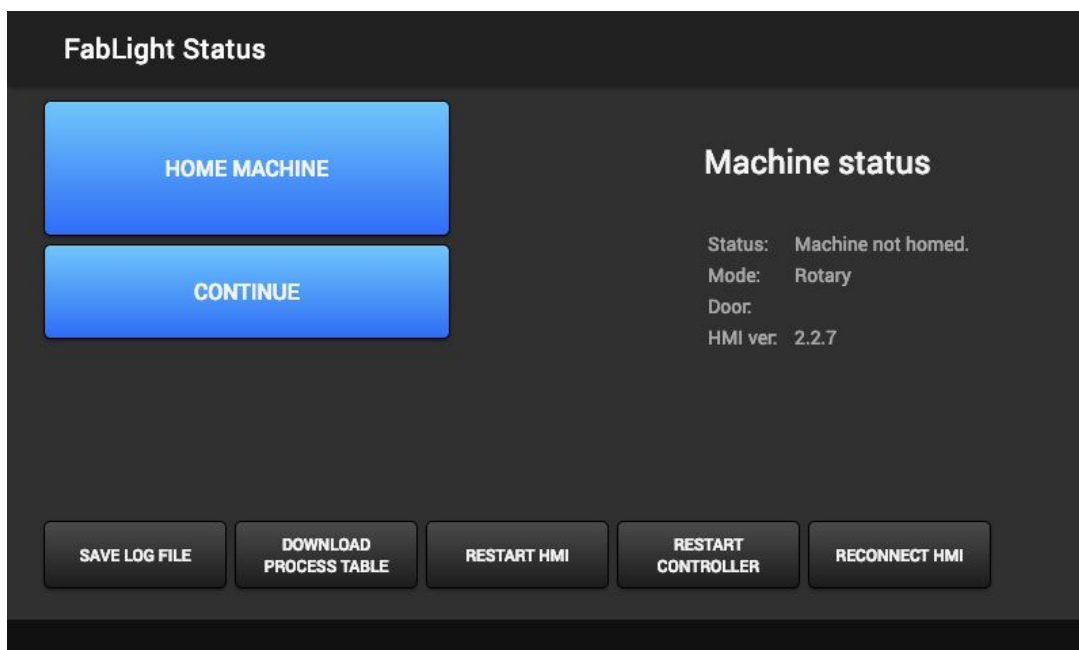 FabLight Status
HOME MACHINE
CONTINUE
Machine status
Status: Machine not homed.
Mode: Rotary
Door:
HMI ver: 2.2.7
SAVE LOG FILE
DOWNLOAD
PROCESS TABLE
RESTART HMI
RESTART
CONTROLLER
RECONNECT HMI